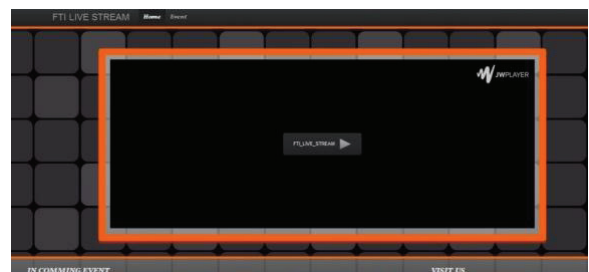 FTI LIVE STREAM Home Event
JWPLAYER
FTI_LIVE_STREAM
IN COMMING EVENT VISIT US